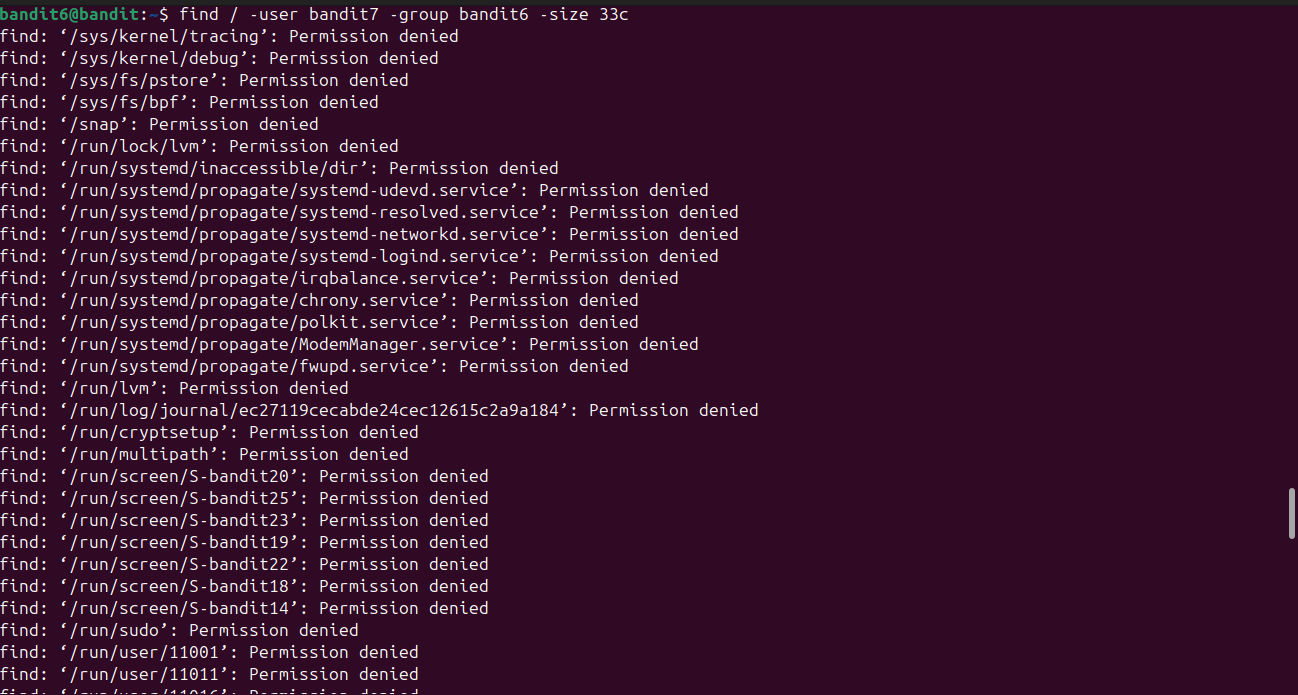 bandit6@bandit:~$ find / -user bandit7 -group bandit6 -size 33c
find: ‘/sys/kernel/tracing’: Permission denied
find: ‘/sys/kernel/debug’: Permission denied
find: ‘/sys/fs/pstore’: Permission denied
find: ‘/sys/fs/bpf’: Permission denied
find: ‘/snap’: Permission denied
find: ‘/run/lock/lvm’: Permission denied
find: ‘/run/systemd/inaccessible/dir’: Permission denied
find: ‘/run/systemd/propagate/systemd-udevd.service’: Permission denied
find: ‘/run/systemd/propagate/systemd-resolved.service’: Permission denied
find: ‘/run/systemd/propagate/systemd-networkd.service’: Permission denied
find: ‘/run/systemd/propagate/systemd-logind.service’: Permission denied
find: ‘/run/systemd/propagate/irqbalance.service’: Permission denied
find: ‘/run/systemd/propagate/chrony.service’: Permission denied
find: ‘/run/systemd/propagate/polkit.service’: Permission denied
find: ‘/run/systemd/propagate/ModemManager.service’: Permission denied
find: ‘/run/systemd/propagate/fwupd.service’: Permission denied
find: ‘/run/lvm’: Permission denied
find: ‘/run/log/journal/ec27119cecabde24cec12615c2a9a184’: Permission denied
find: ‘/run/cryptsetup’: Permission denied
find: ‘/run/multipath’: Permission denied
find: ‘/run/screen/S-bandit20’: Permission denied
find: ‘/run/screen/S-bandit25’: Permission denied
find: ‘/run/screen/S-bandit23’: Permission denied
find: ‘/run/screen/S-bandit19’: Permission denied
find: ‘/run/screen/S-bandit22’: Permission denied
find: ‘/run/screen/S-bandit18’: Permission denied
find: ‘/run/screen/S-bandit14’: Permission denied
find: ‘/run/sudo’: Permission denied
find: ‘/run/user/11001’: Permission denied
find: ‘/run/user/11011’: Permission denied
find: ‘/run/user/11016’: Permission denied